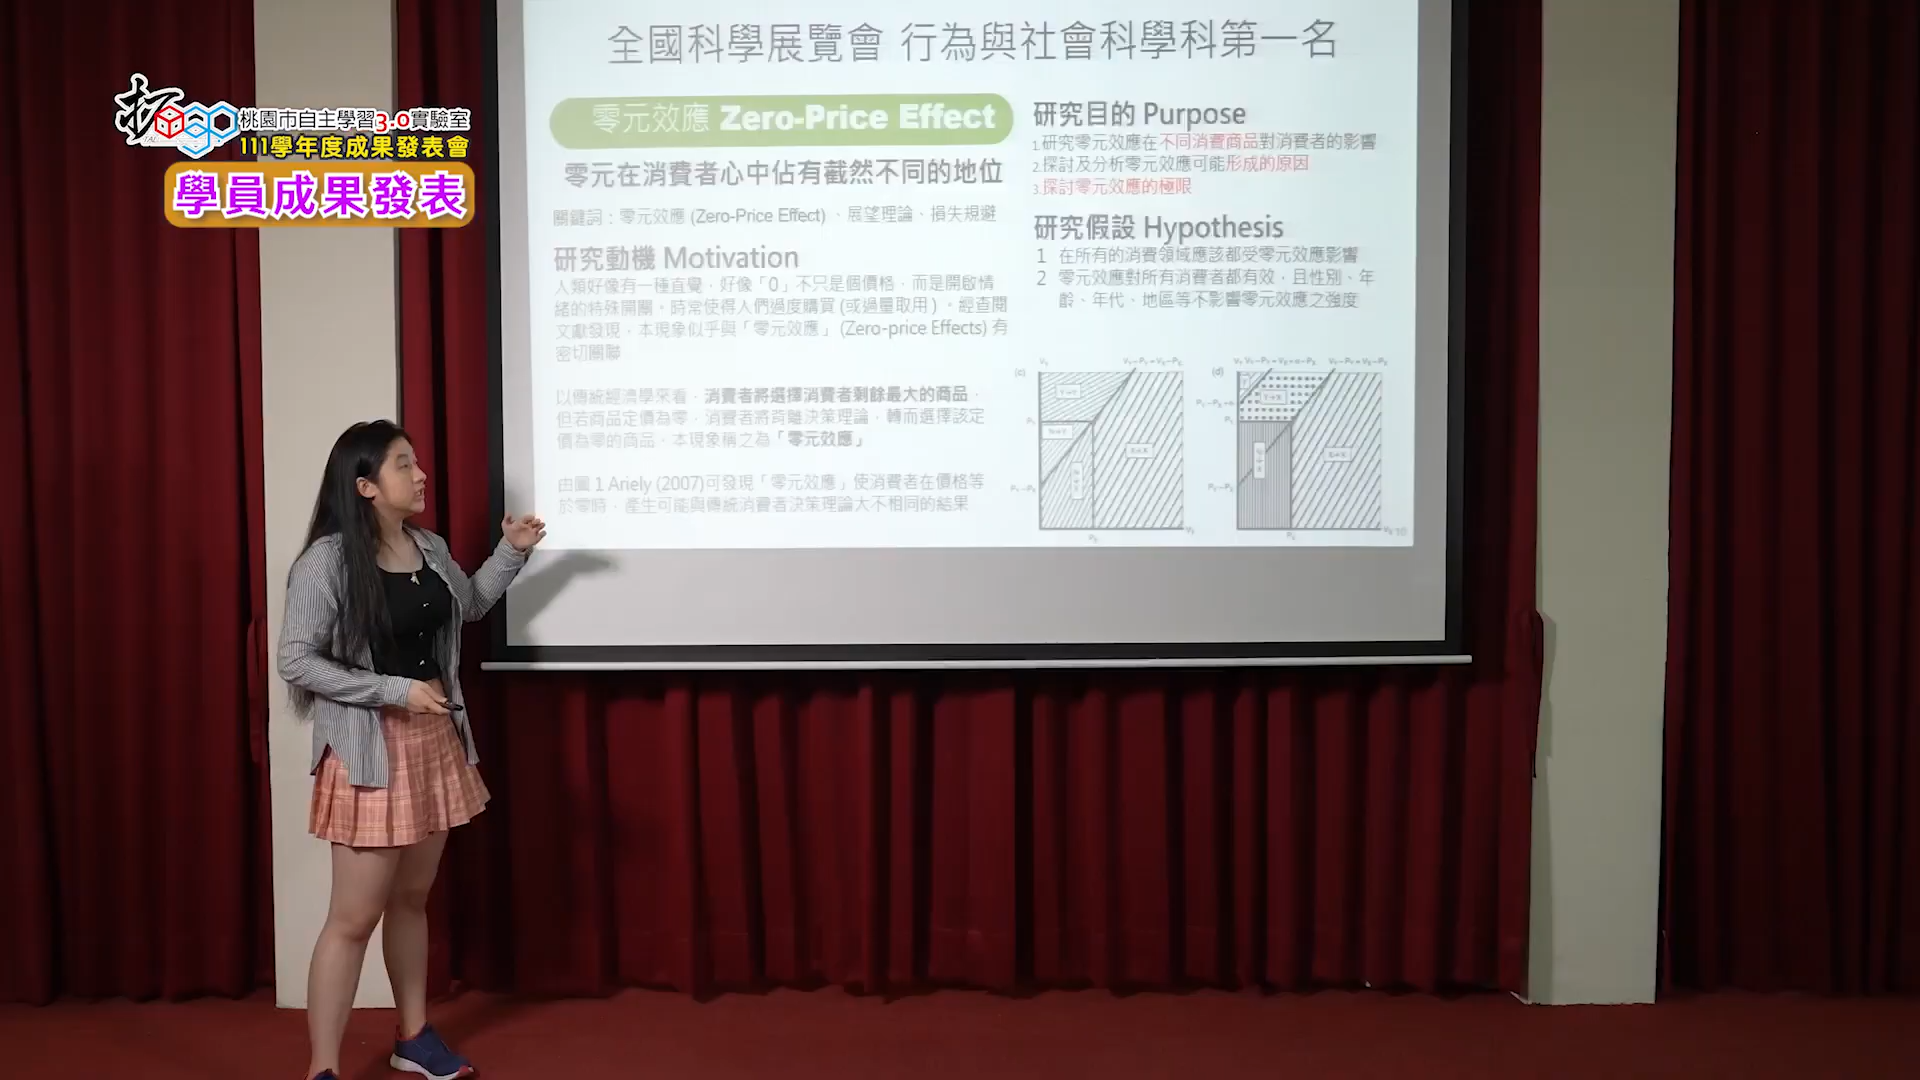 拓
桃園市自主學習3.0實驗室
111學年度成果發表會
學員成果發表
全國科學展覽會 行為與社會科學科第一名
零元效應 Zero-Price Effect
零元在消費者心中佔有截然不同的地位
關鍵詞：零元效應 (Zero-Price Effect) 、展望理論、損失規避
研究動機 Motivation
人類好像有一種直覺，好像「0」不只是個價格，而是開啟情
緒的特殊開關，時常使得人們過度購買 (或過量取用) 。經查閱
文獻發現，本現象似乎與「零元效應」 (Zero-price Effects) 有
密切關聯
以傳統經濟學來看，消費者將選擇消費者剩餘最大的商品，
但若商品定價為零，消費者將背離決策理論，轉而選擇該定
價為零的商品，本現象稱之為「零元效應」
由圖 1 Ariely (2007)可發現「零元效應」使消費者在價格等
於零時，產生可能與傳統消費者決策理論大不相同的結果
研究目的 Purpose
1.研究零元效應在不同消費商品對消費者的影響
2.探討及分析零元效應可能形成的原因
3.探討零元效應的極限
研究假設 Hypothesis
1 在所有的消費領域應該都受零元效應影響
2 零元效應對所有消費者都有效，且性別、年
齡、年代、地區等不影響零元效應之強度
(c)
(d)
10